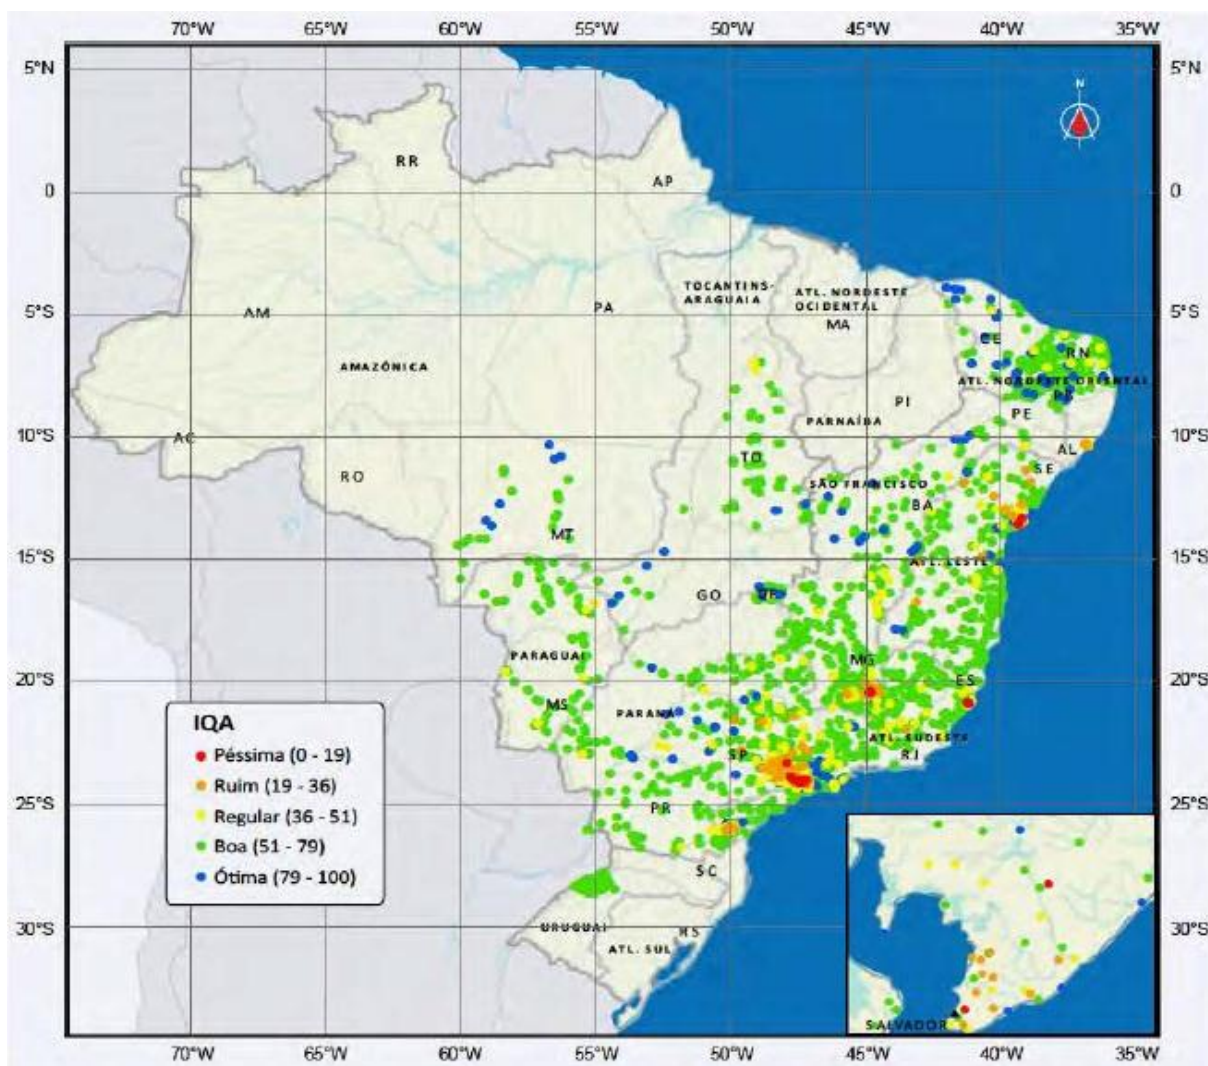 70°W 65°W 60°W 55°W 50°W 45°W 40°W 35°W
5°N 5°N
N
RR
AP
0 0
TOCANTINS-
ARAGUAIA
ATL. NORDESTE
OCIDENTAL
MA
AM
PA
5°S 5°S
CE
RN
AMAZÔNICA
ATL. NORDESTE ORIENTAL
PB
PI
PE
PARNAÍBA
10°S 10°S
AC
AL
TO
SE
RO
SÃO FRANCISCO
BA
MT
15°S 15°S
ATL. LESTE
GO
DF
PARAGUAI
MG
20°S 20°S
ES
MS
PARANÁ
ATL. SUDESTE
SP
RJ
IQA
Péssima (0 - 19)
Ruim (19 - 36)
Regular (36 - 51)
Boa (51 - 79)
Ótima (79 - 100)
25°S 25°S
PR
SC
30°S 30°S
URUGUAI
RS
ATL. SUL
SALVADOR
70°W 65°W 60°W 55°W 50°W 45°W 40°W 35°W